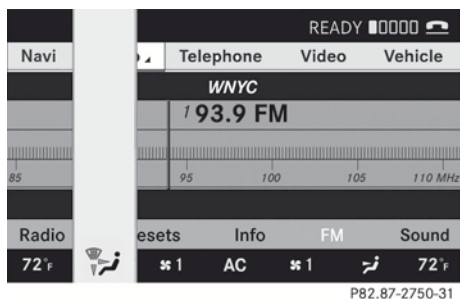 READY
Navi Telephone Video Vehicle
WNYC
1 93.9 FM
85 95 100 105 110 MHz
Radio esets Info FM Sound
72°F 1 AC 1 72°F
P82.87-2750-31